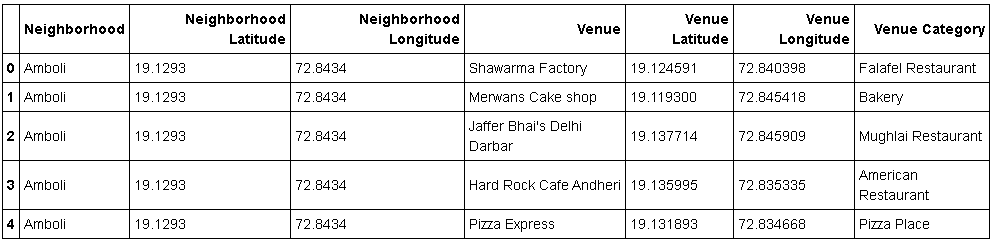 Neighborhood Neighborhood Latitude Neighborhood Longitude Venue Venue Latitude Venue Longitude Venue Category
0 Amboli 19.1293 72.8434 Shawarma Factory 19.124591 72.840398 Falafel Restaurant
1 Amboli 19.1293 72.8434 Merwans Cake shop 19.119300 72.845418 Bakery
2 Amboli 19.1293 72.8434 Jaffer Bhai's Delhi Darbar 19.137714 72.845909 Mughlai Restaurant
3 Amboli 19.1293 72.8434 Hard Rock Cafe Andheri 19.135995 72.835335 American Restaurant
4 Amboli 19.1293 72.8434 Pizza Express 19.131893 72.834668 Pizza Place